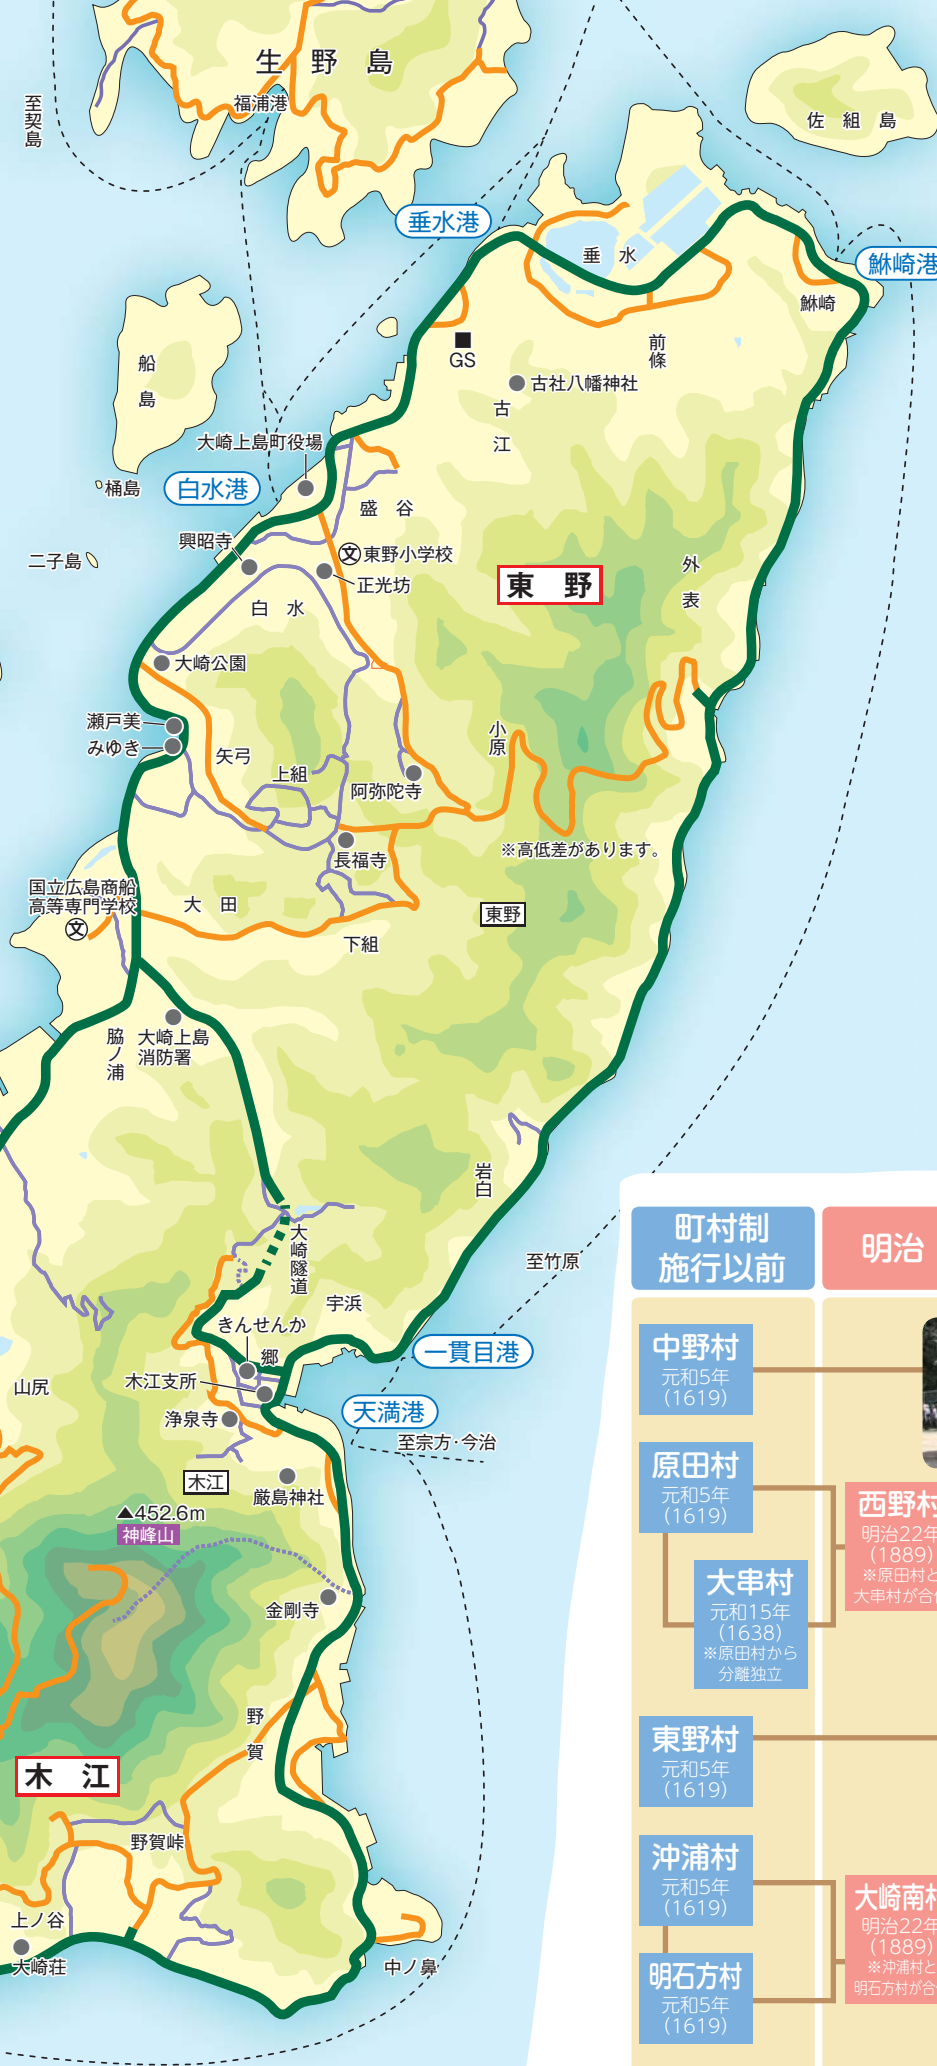 生野島
至契島
福浦港
佐組島
垂水港
垂水
鮴崎港
鮴崎
船島
前條
GS
古社八幡神社
古江
大崎上島町役場
白水港
桶島
盛谷
興昭寺
東野小学校
文
正光坊
二子島
外表
東野
白水
大崎公園
瀬戸美
みゆき
矢弓
小原
上組
阿弥陀寺
※高低差があります。
長福寺
国立広島商船
高等専門学校
文
大田
東野
下組
脇ノ浦
大崎上島
消防署
岩白
大崎隧道
至竹原
宇浜
きんせんか
郷
一貫目港
山尻
木江支所
天満港
浄泉寺
至宗方・今治
木江
厳島神社
▲452.6m
神峰山
金剛寺
野賀
木江
野賀峠
上ノ谷
大崎荘
中ノ鼻
町村制
施行以前
明治
中野村
元和5年
(1619)
原田村
元和5年
(1619)
西野村
明治22年
(1889)
※原田村と
大串村が合
大串村
元和15年
(1638)
※原田村から
分離独立
東野村
元和5年
(1619)
沖浦村
元和5年
(1619)
大崎南村
明治22年
(1889)
※沖浦村と
明石方村が合
明石方村
元和5年
(1619)